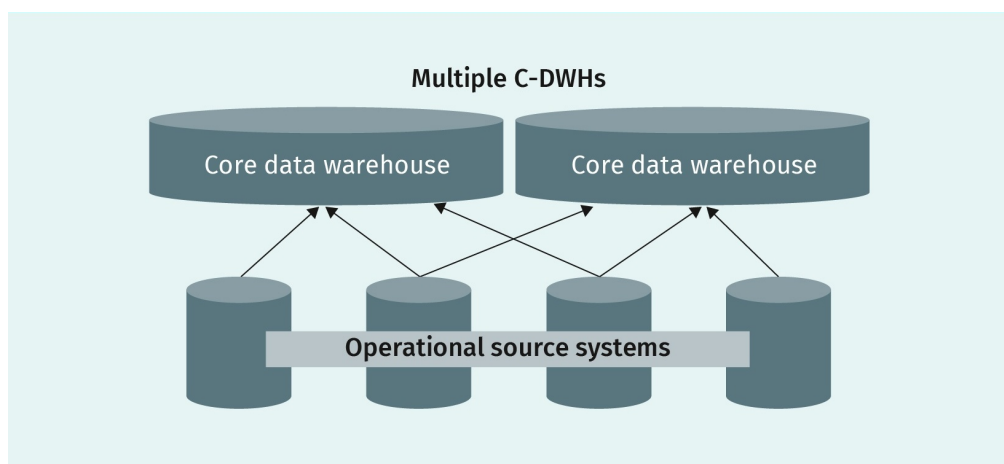 Multiple C-DWHs
Core data warehouse
Core data warehouse
Operational source systems